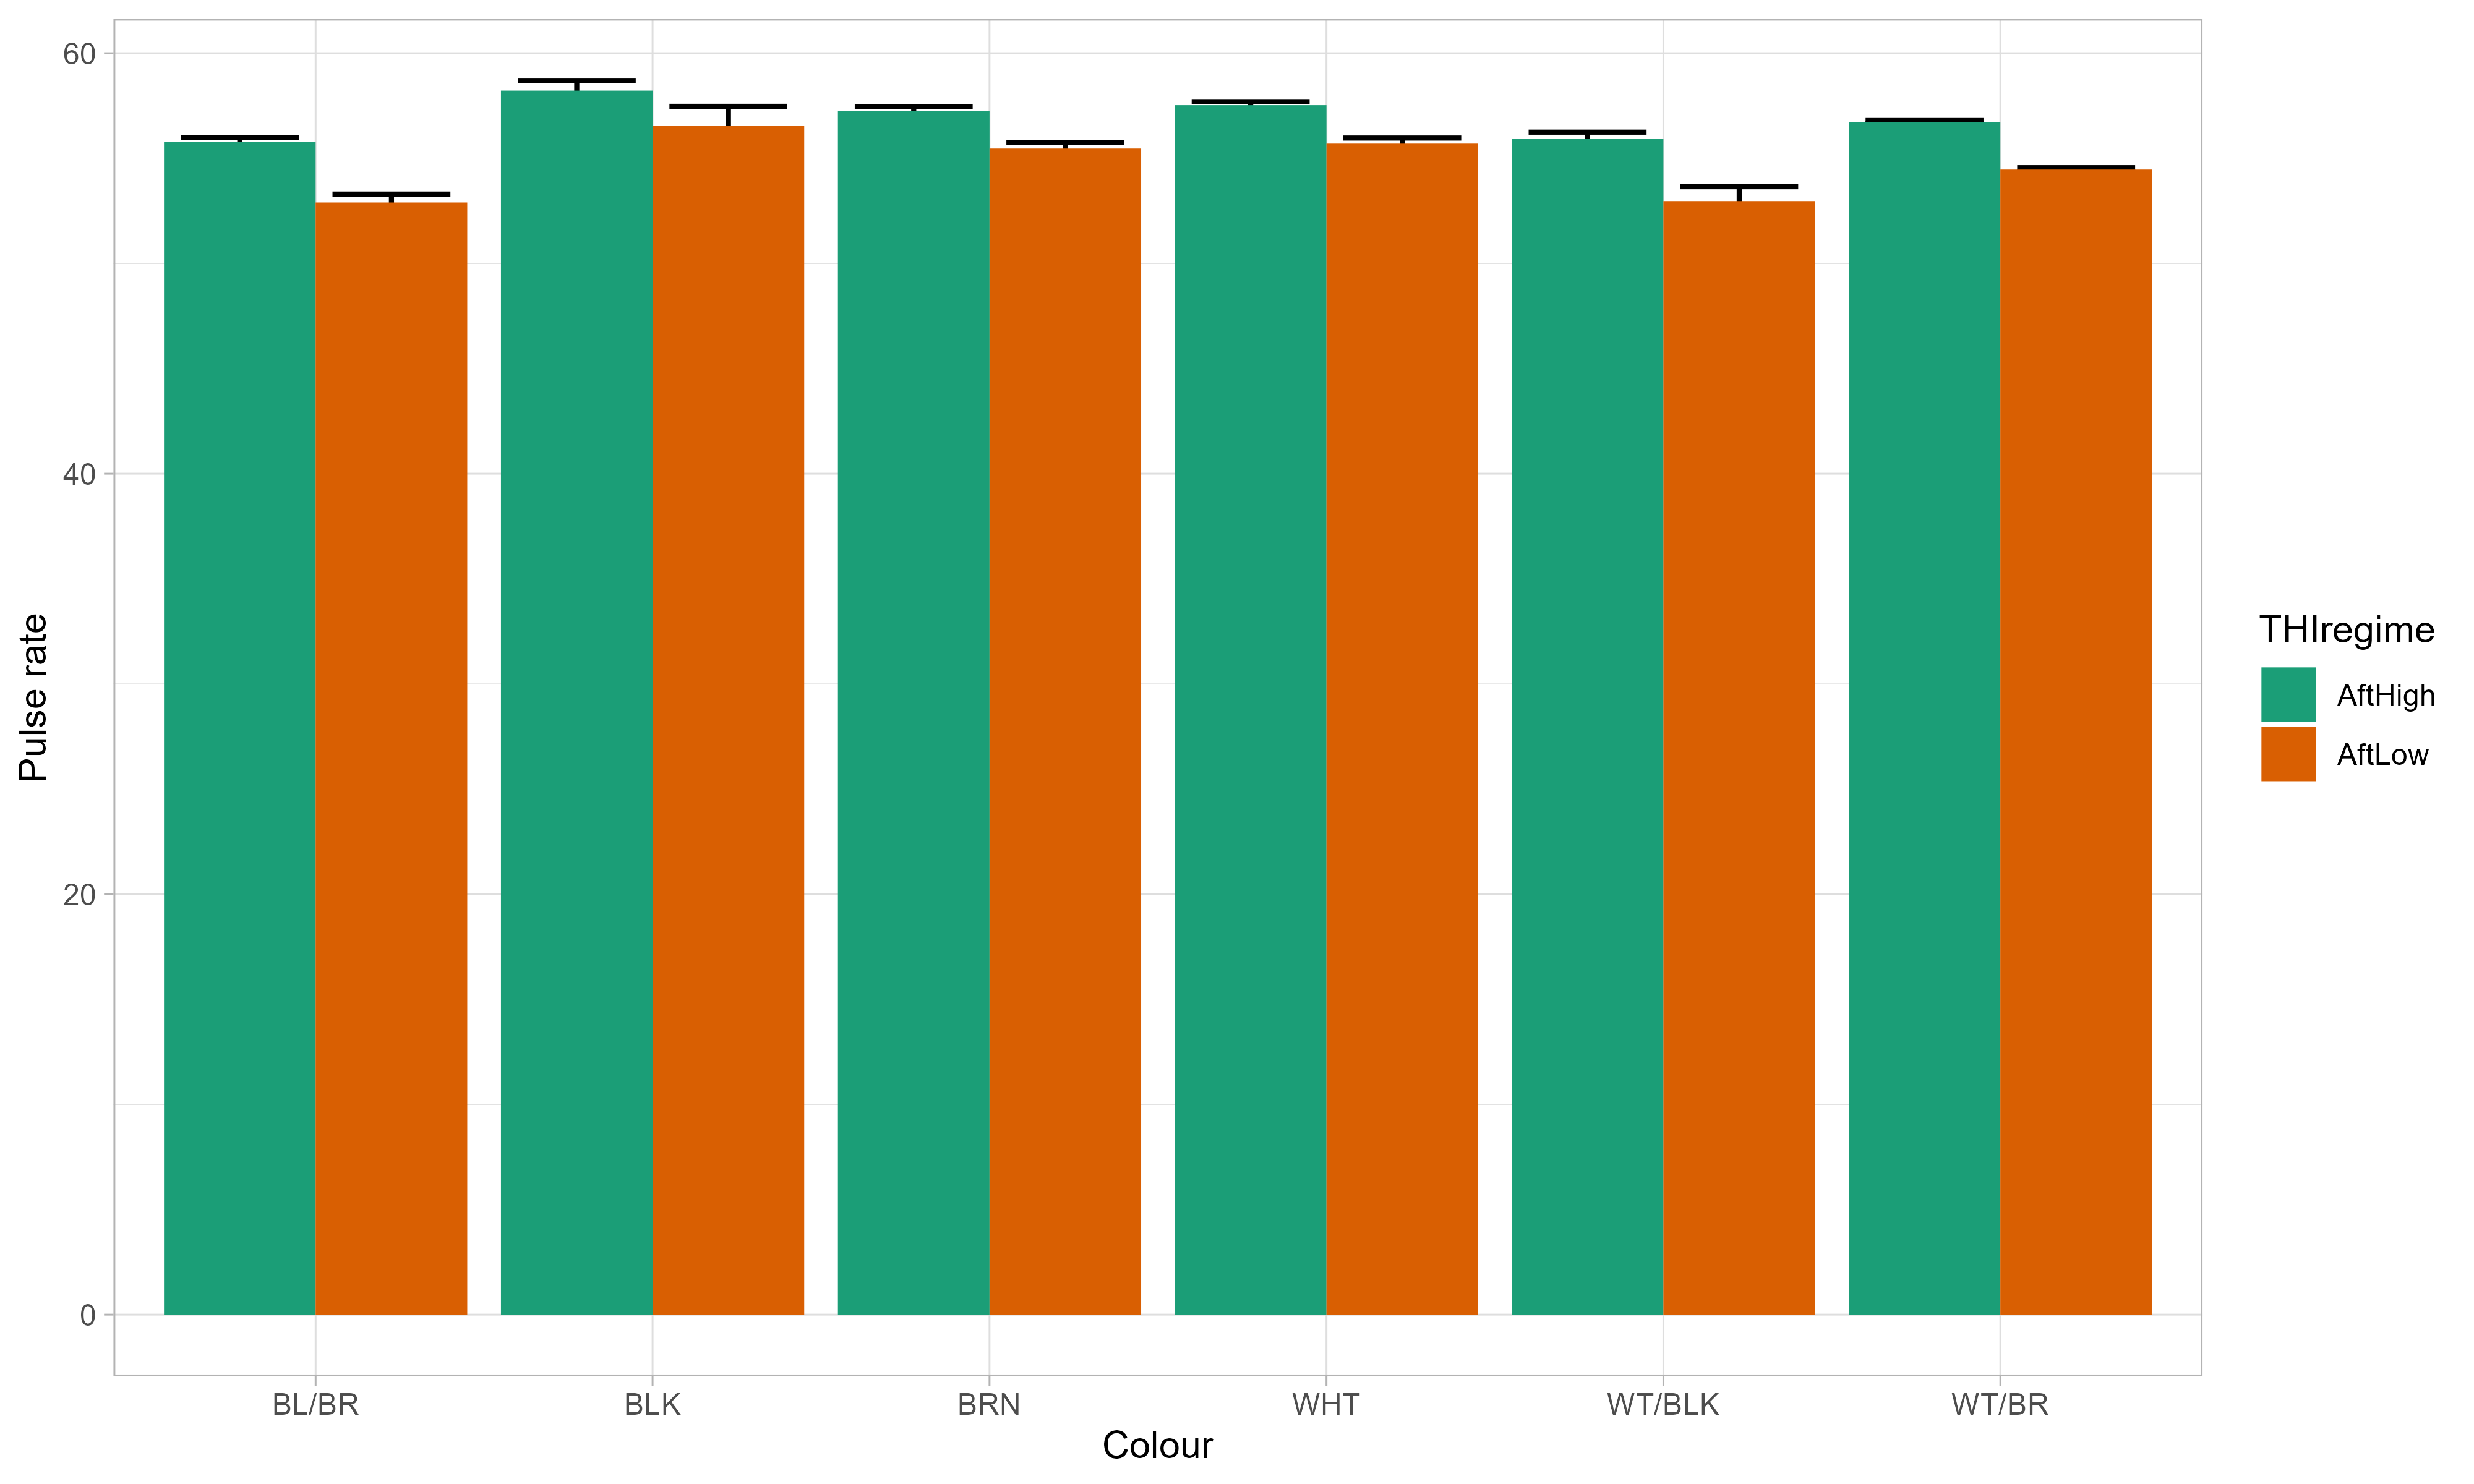 60
40
20
0
Pulse rate
BL/BR
BLK
BRN
WHT
WT/BLK
WT/BR
Colour
THIregime
AftHigh
AftLow